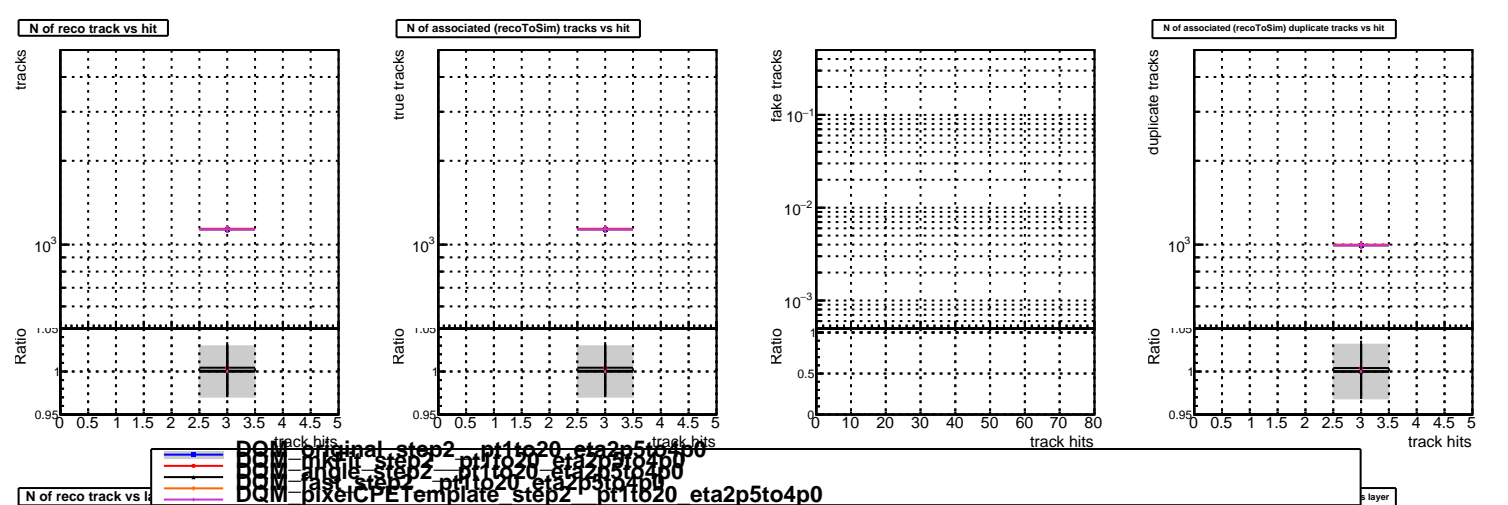 N of reco track vs hit
N of associated (recoToSim) tracks vs hit
N of associated (recoToSim) duplicate tracks vs hit
tracks
10³
Ratio
1.05
1
0.95
0 0.5 1 1.5 2 2.5 3 3.5 4 4.5 5
track hits
true tracks
10³
Ratio
1.05
1
0.95
0 0.5 1 1.5 2 2.5 3 3.5 4 4.5 5
track hits
fake tracks
10⁻¹
10⁻²
10⁻³
Ratio
1
0.5
0
0 10 20 30 40 50 60 70 80
track hits
duplicate tracks
10³
Ratio
1.05
1
0.95
0 0.5 1 1.5 2 2.5 3 3.5 4 4.5 5
track hits
DQM_original_step2__pt1to20_eta2p5to4p0
DQM_mkFit_step2__pt1to20_eta2p5to4p0
DQM_angle_step2__pt1to20_eta2p5to4p0
DQM_fast_step2__pt1to20_eta2p5to4p0
DQM_pixelCPETemplate_step2__pt1to20_eta2p5to4p0
N of reco track vs la
s layer